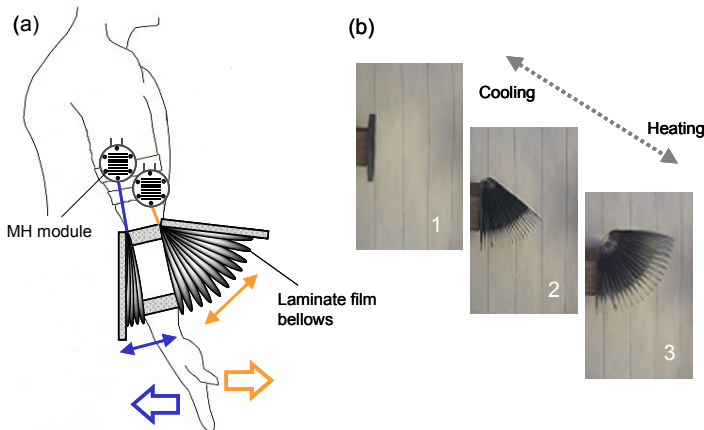 (a)
MH module
Laminate film
bellows
(b)
Cooling
Heating
1
2
3